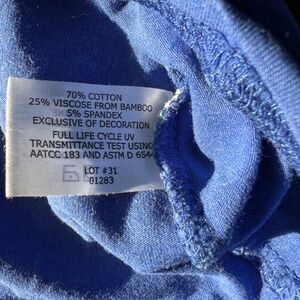 70% COTTON
25% VISCOSE FROM BAMBOO
5% SPANDEX
EXCLUSIVE OF DECORATION
FULL LIFE CYCLE UV
TRANSMITTANCE TEST USING
AATCC 183 AND ASTM D 6544
LOT #31
01283